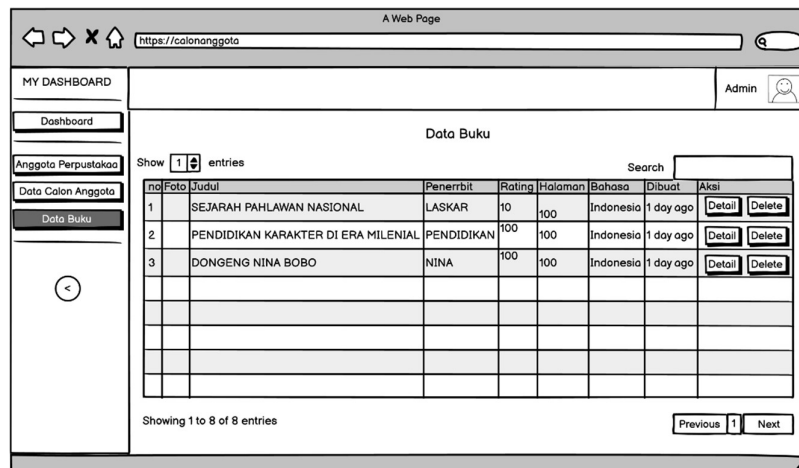 A Web Page
https://calonanggota
MY DASHBOARD
Admin
Dashboard
Anggota Perpustakaa
Data Calon Anggota
Data Buku
<
Data Buku
Show 1 entries
Search
no Foto Judul Penerrbit Rating Halaman Bahasa Dibuat Aksi
1 SEJARAH PAHLAWAN NASIONAL LASKAR 10 100 Indonesia 1 day ago Detail Delete
2 PENDIDIKAN KARAKTER DI ERA MILENIAL PENDIDIKAN 100 100 Indonesia 1 day ago Detail Delete
3 DONGENG NINA BOBO NINA 100 100 Indonesia 1 day ago Detail Delete
Showing 1 to 8 of 8 entries
Previous 1 Next